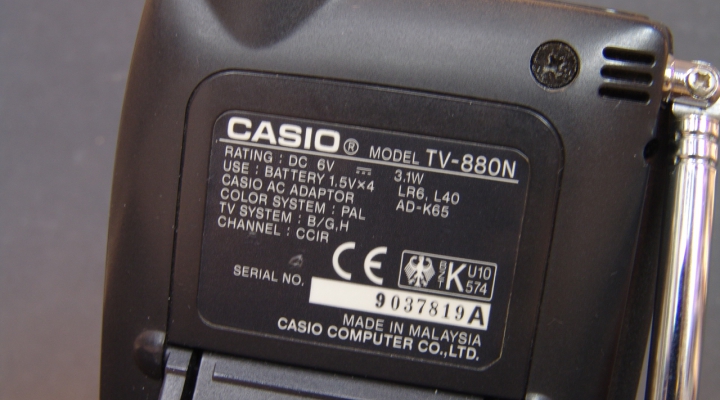 CASIO® MODEL TV-880N
RATING : DC 6V ⎓ 3.1W
USE : BATTERY 1.5V×4 LR6, L40
CASIO AC ADAPTOR AD-K65
COLOR SYSTEM : PAL
TV SYSTEM : B/G,H
CHANNEL : CCIR
CE BZT K U10 574
SERIAL NO. 9037819A
MADE IN MALAYSIA
CASIO COMPUTER CO.,LTD.